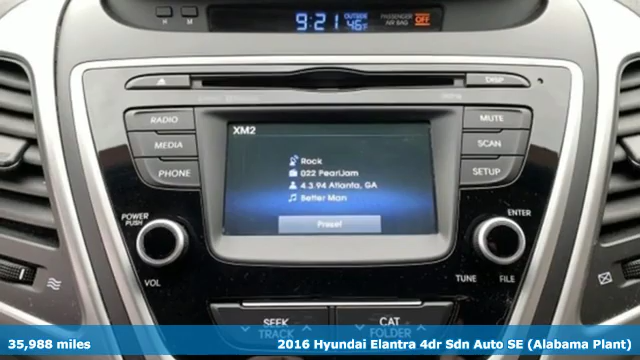 H M 9:21 OUTSIDE 46°F PASSENGER AIR BAG OFF
DISP
RADIO
XM2
MUTE
MEDIA
Rock
SCAN
PHONE
022 PearlJam
SETUP
4.3.94 Atlanta, GA
Better Man
Preset
POWER PUSH
ENTER
VOL
TUNE FILE
SEEK TRACK
CAT FOLDER
35,988 miles
2016 Hyundai Elantra 4dr Sdn Auto SE (Alabama Plant)